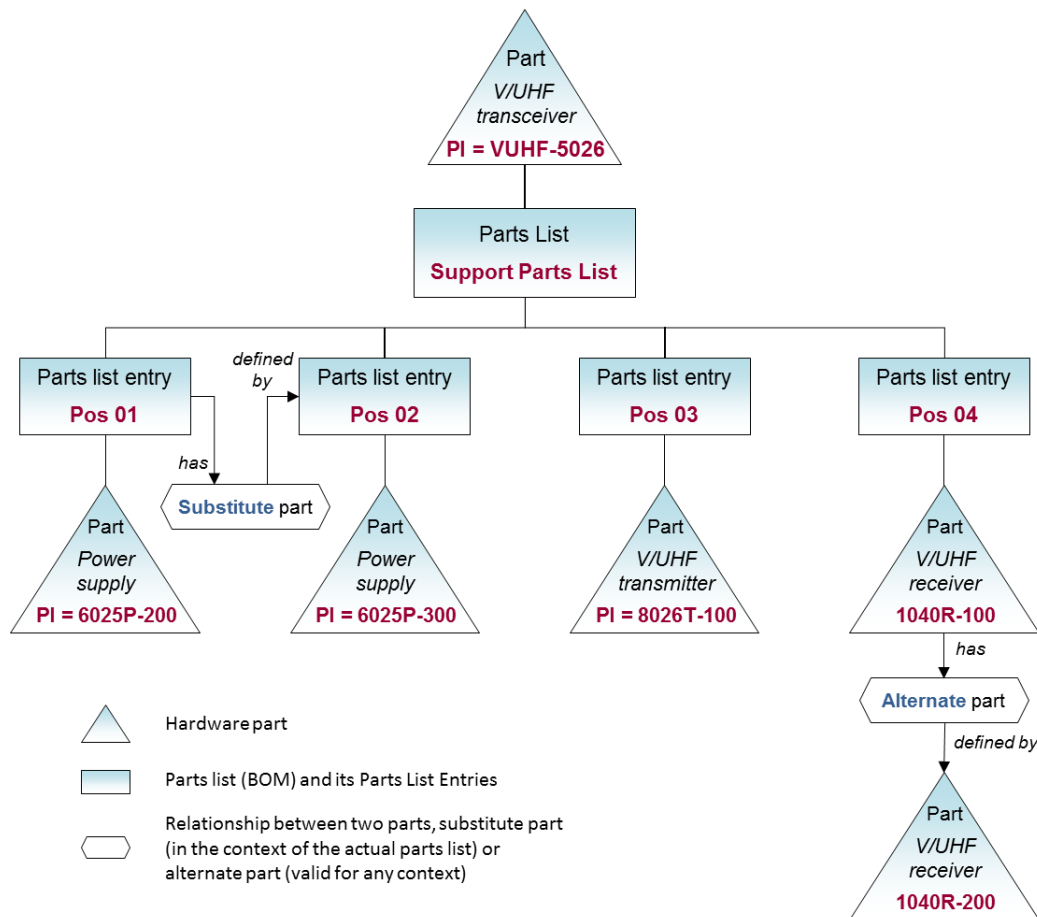 Part
V/UHF
transceiver
PI = VUHF-5026
Parts List
Support Parts List
Parts list entry
Pos 01
defined
by
Parts list entry
Pos 02
Parts list entry
Pos 03
Parts list entry
Pos 04
has
Substitute part
Part
Power
supply
PI = 6025P-200
Part
Power
supply
PI = 6025P-300
Part
V/UHF
transmitter
PI = 8026T-100
Part
V/UHF
receiver
1040R-100
has
Alternate part
defined by
Part
V/UHF
receiver
1040R-200
Hardware part
Parts list (BOM) and its Parts List Entries
Relationship between two parts, substitute part
(in the context of the actual parts list) or
alternate part (valid for any context)